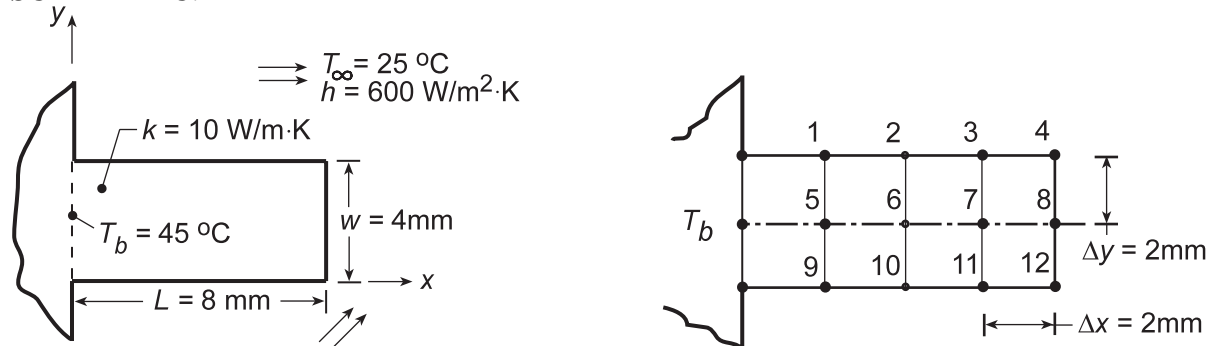 y
T∞ = 25 °C
h = 600 W/m²·K
k = 10 W/m·K
T_b = 45 °C
w = 4mm
x
L = 8 mm
1 2 3 4
5 6 7 8
T_b
9 10 11 12
Δy = 2mm
Δx = 2mm